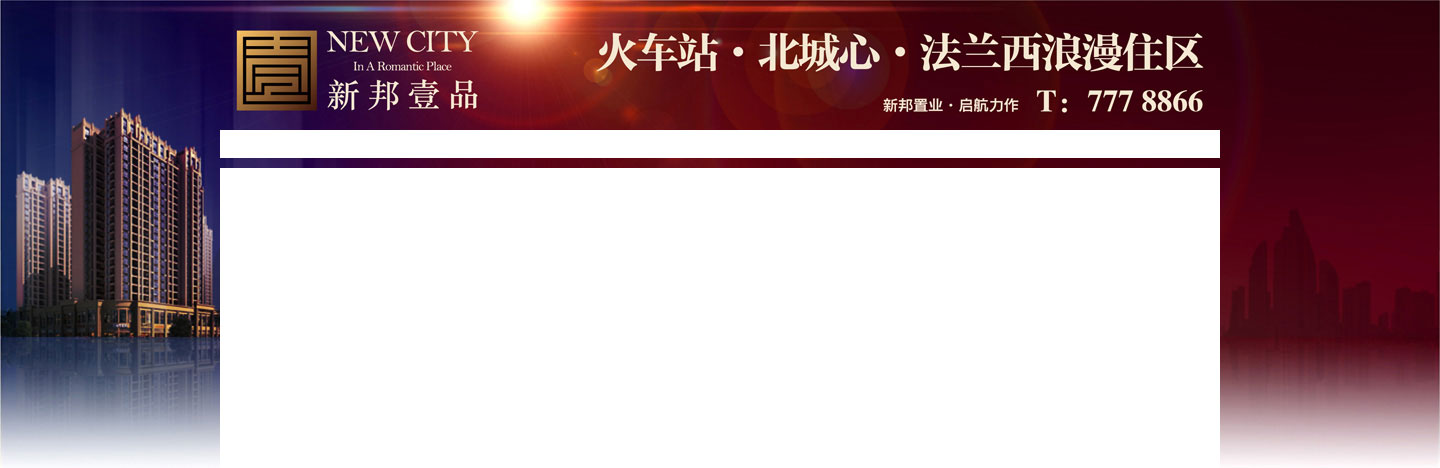 NEW CITY
In A Romantic Place
新邦壹品
火车站·北城心·法兰西浪漫住区
新邦置业·启航力作 T：777 8866